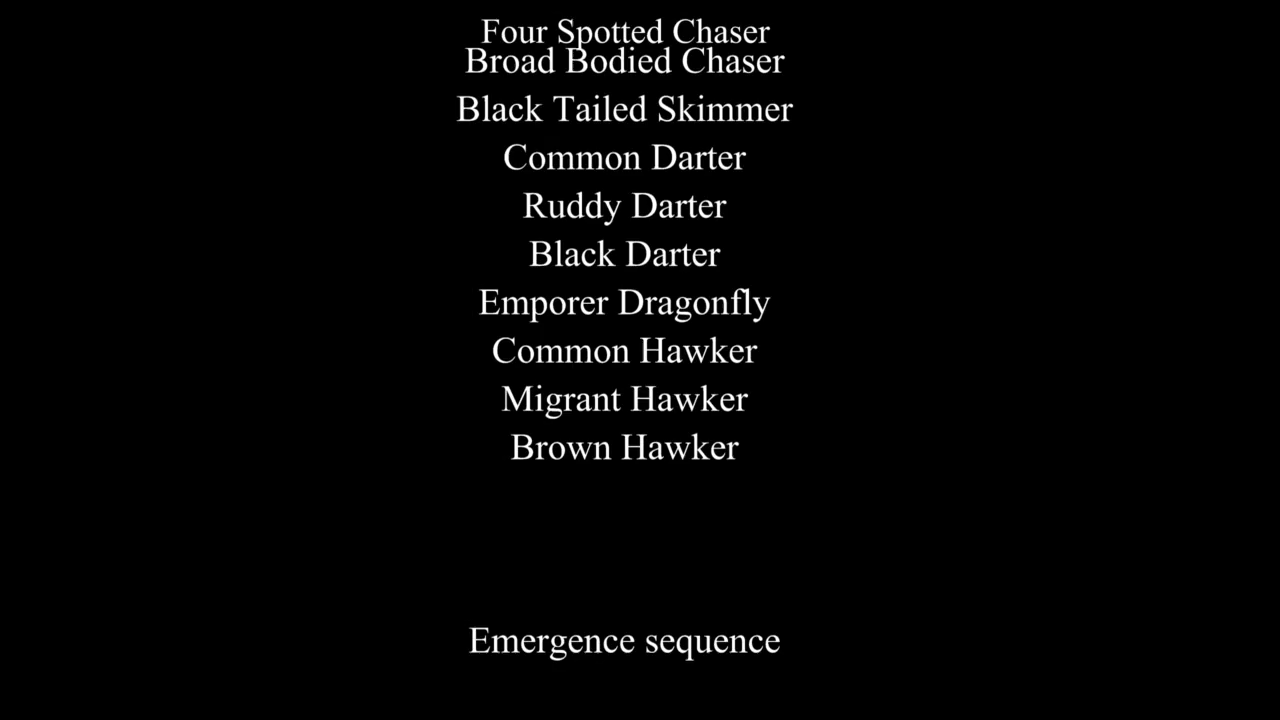 Four Spotted Chaser
Broad Bodied Chaser
Black Tailed Skimmer
Common Darter
Ruddy Darter
Black Darter
Emporer Dragonfly
Common Hawker
Migrant Hawker
Brown Hawker
Emergence sequence